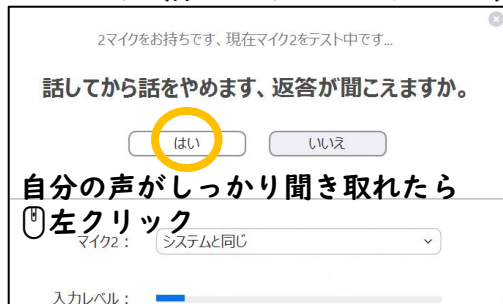 2マイクをお持ちです、現在マイク2をテスト中です...
話してから話をやめます、返答が聞こえますか。
はい いいえ
自分の声がしっかり聞き取れたら
左クリック
マイク2： システムと同じ
入力レベル：